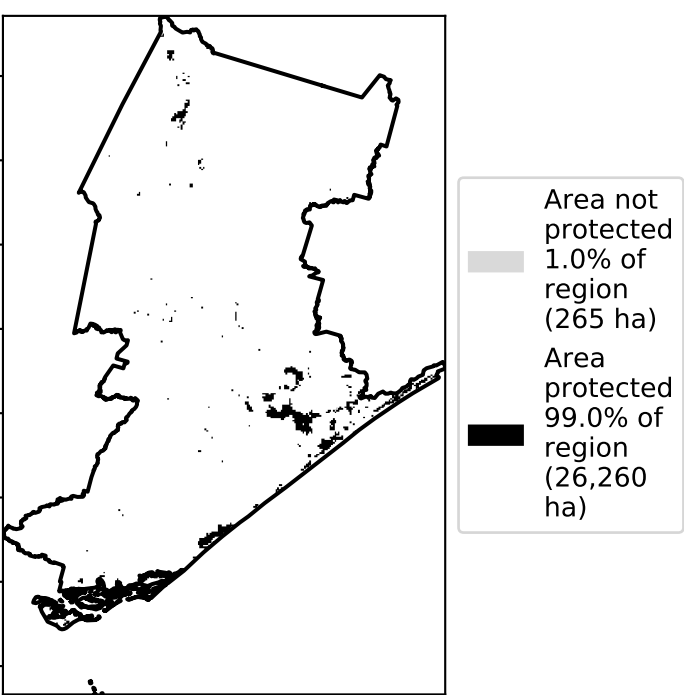 Area not
protected
1.0% of
region
(265 ha)
Area
protected
99.0% of
region
(26,260
ha)